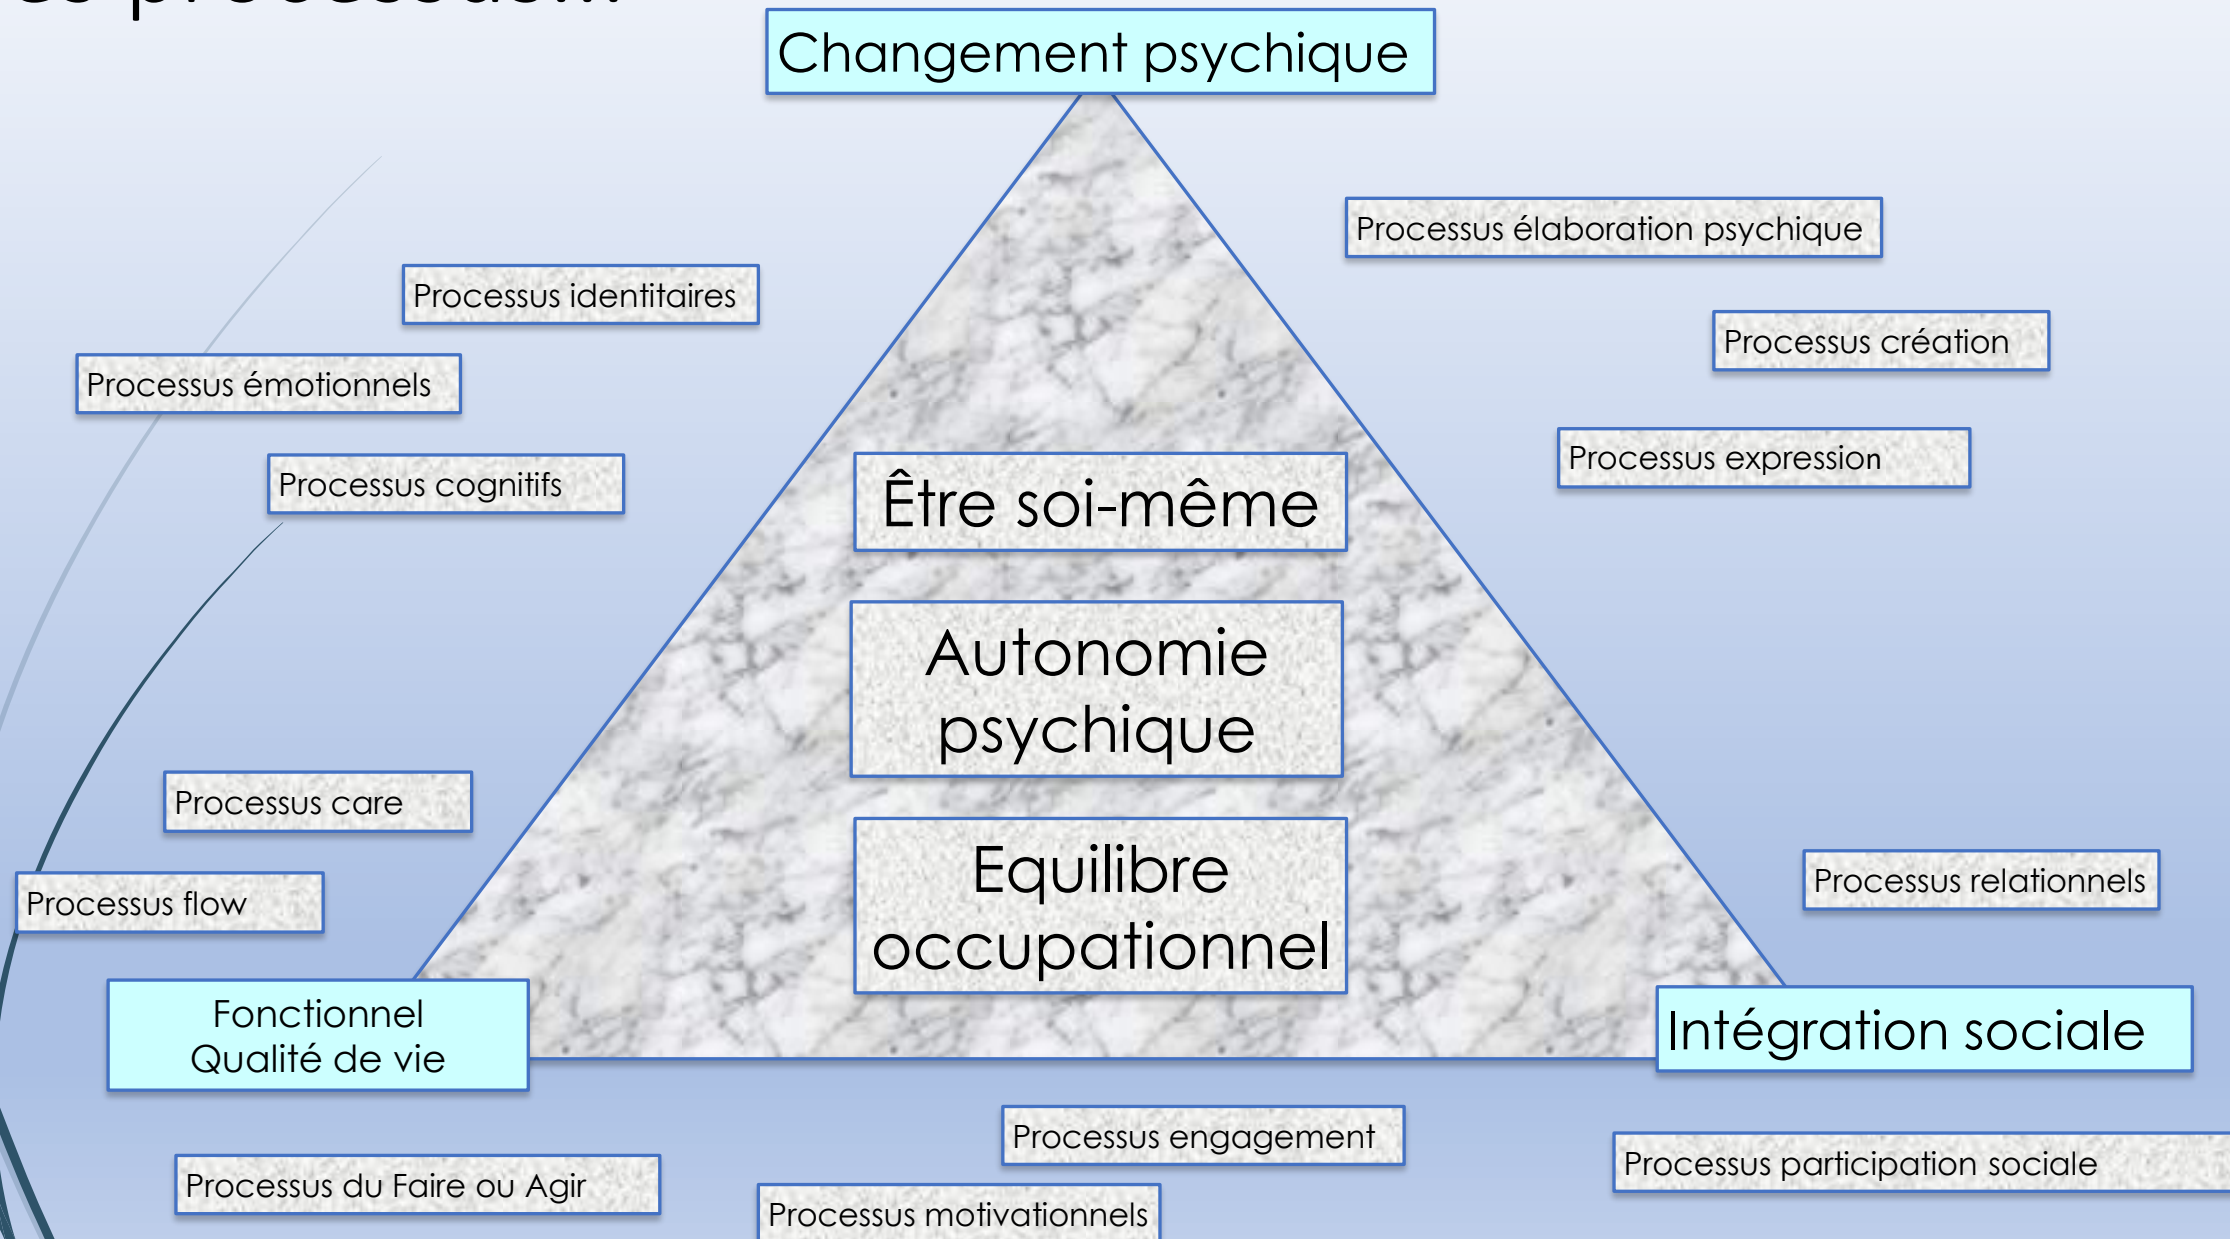 processus...
Changement psychique
Processus élaboration psychique
Processus identitaires
Processus création
Processus émotionnels
Processus expression
Processus cognitifs
Être soi-même
Autonomie
psychique
Processus care
Equilibre
occupationnel
Processus relationnels
Processus flow
Fonctionnel
Qualité de vie
Intégration sociale
Processus engagement
Processus participation sociale
Processus du Faire ou Agir
Processus motivationnels